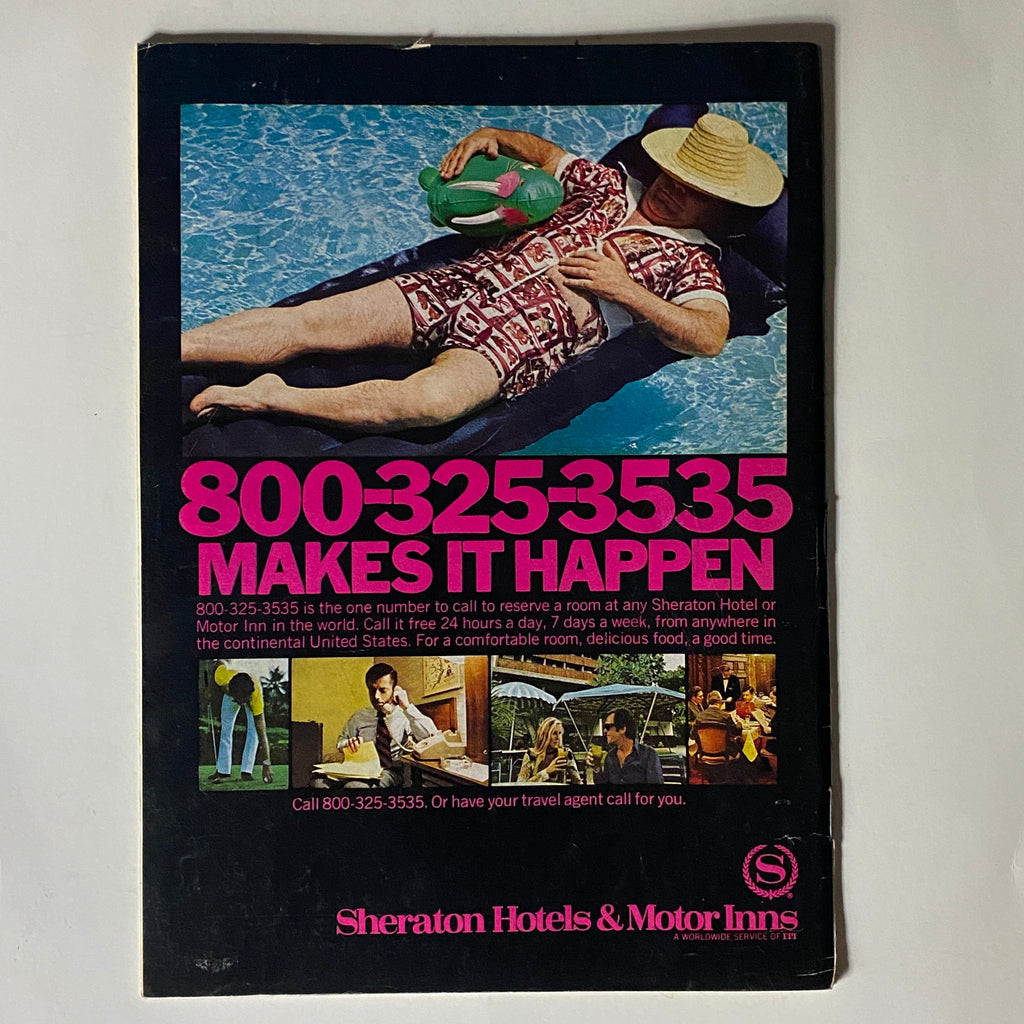 800-325-3535
MAKES IT HAPPEN
800-325-3535 is the one number to call to reserve a room at any Sheraton Hotel or
Motor Inn in the world. Call it free 24 hours a day, 7 days a week, from anywhere in
the continental United States. For a comfortable room, delicious food, a good time.
Call 800-325-3535. Or have your travel agent call for you.
S
®
Sheraton Hotels & Motor Inns
A WORLDWIDE SERVICE OF ITT